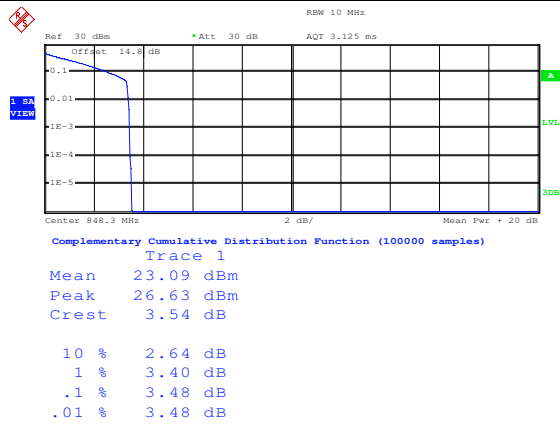 RBW 10 MHz
Ref 30 dBm *Att 30 dB AQT 3.125 ms
Offset 14.8 dB
0.1
A
0.01
1 SA
VIEW
1E-3
LVL
1E-4
1E-5
3DB
Center 848.3 MHz 2 dB/ Mean Pwr + 20 dB
Complementary Cumulative Distribution Function (100000 samples)
Trace 1
Mean 23.09 dBm
Peak 26.63 dBm
Crest 3.54 dB
10 % 2.64 dB
1 % 3.40 dB
.1 % 3.48 dB
.01 % 3.48 dB